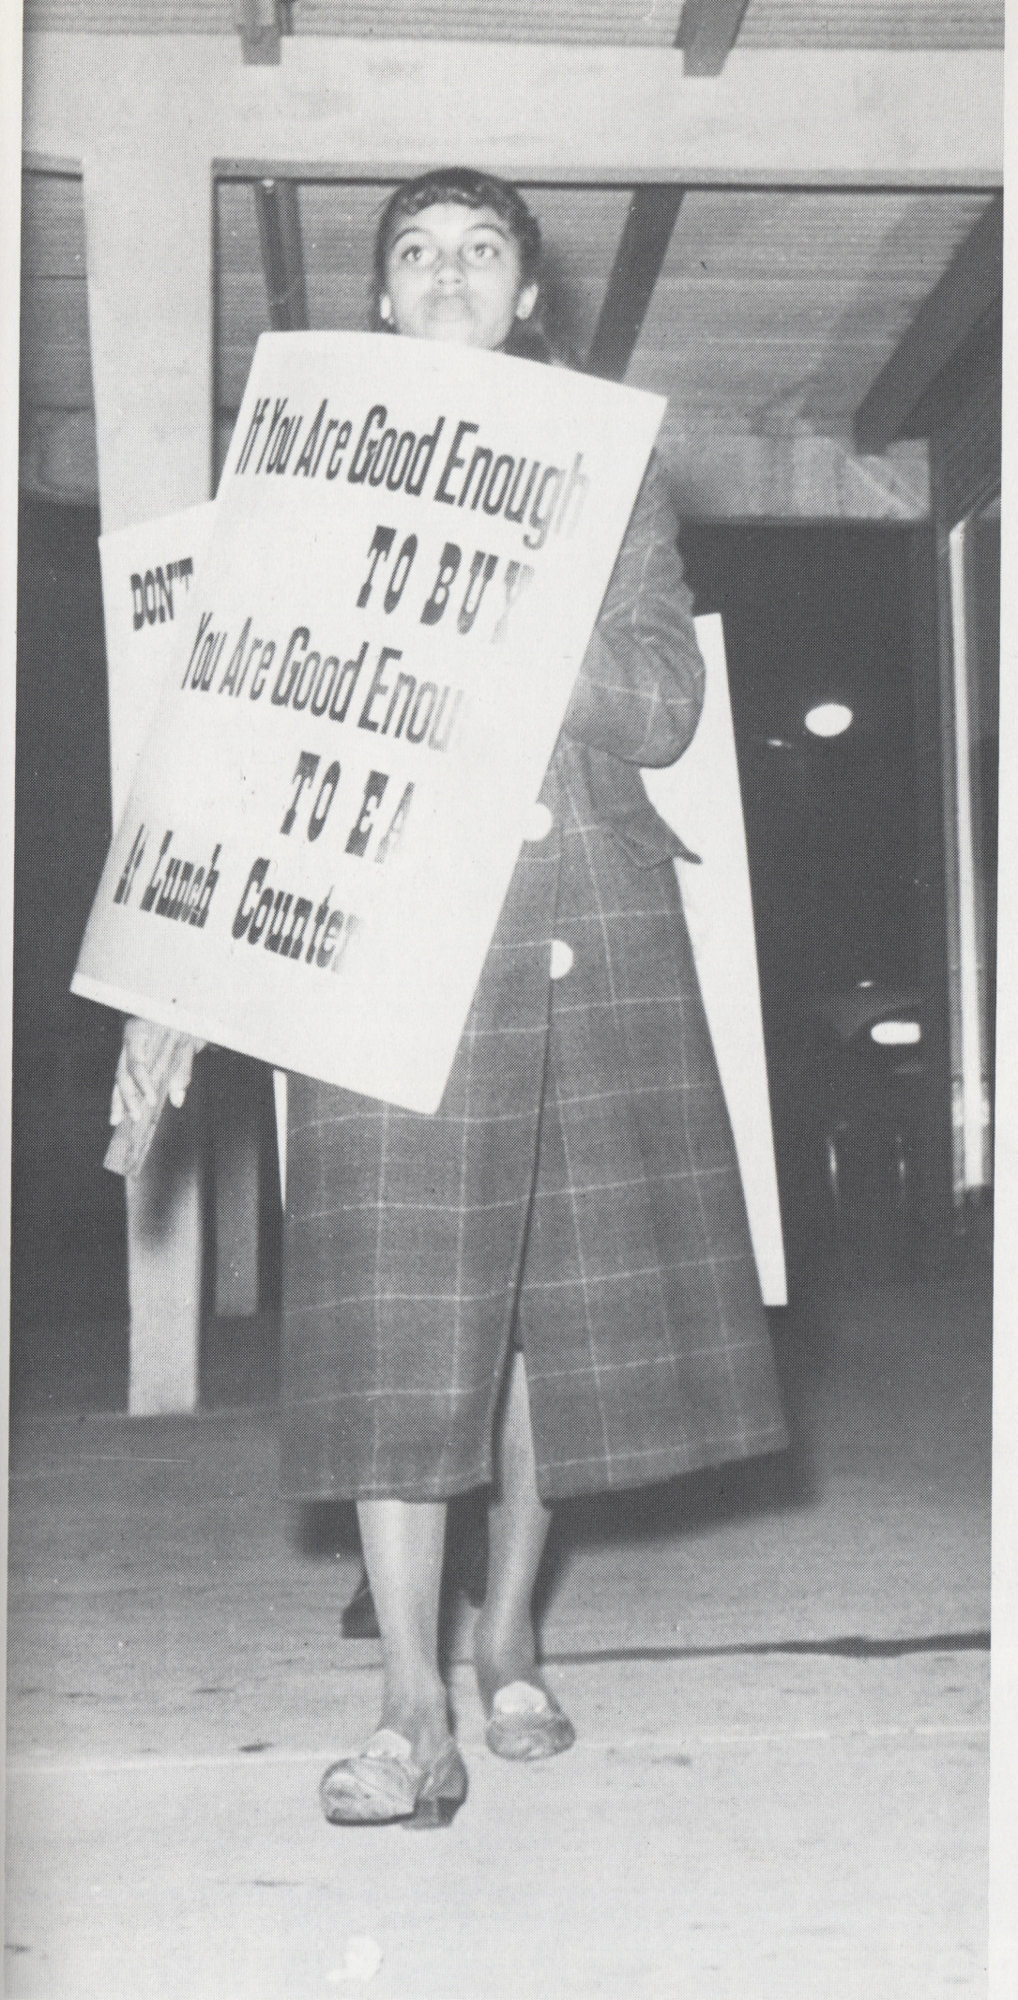 If You Are Good Enough
TO BUY
DON'T
You Are Good Enou
TO EA
At Lunch Counter